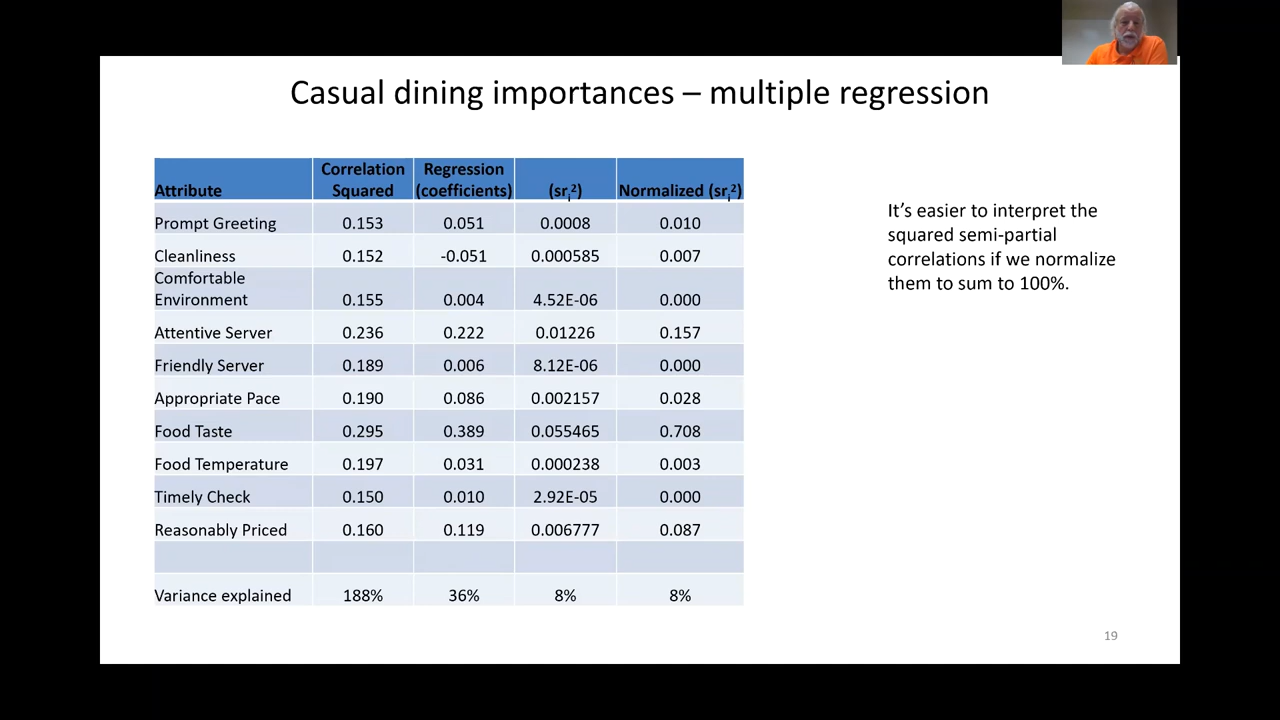 Casual dining importances – multiple regression
Attribute Correlation Squared Regression (coefficients) (srᵢ²) Normalized (srᵢ²)
Prompt Greeting 0.153 0.051 0.0008 0.010
Cleanliness 0.152 -0.051 0.000585 0.007
Comfortable Environment 0.155 0.004 4.52E-06 0.000
Attentive Server 0.236 0.222 0.01226 0.157
Friendly Server 0.189 0.006 8.12E-06 0.000
Appropriate Pace 0.190 0.086 0.002157 0.028
Food Taste 0.295 0.389 0.055465 0.708
Food Temperature 0.197 0.031 0.000238 0.003
Timely Check 0.150 0.010 2.92E-05 0.000
Reasonably Priced 0.160 0.119 0.006777 0.087
Variance explained 188% 36% 8% 8%
It's easier to interpret the
squared semi-partial
correlations if we normalize
them to sum to 100%.
19